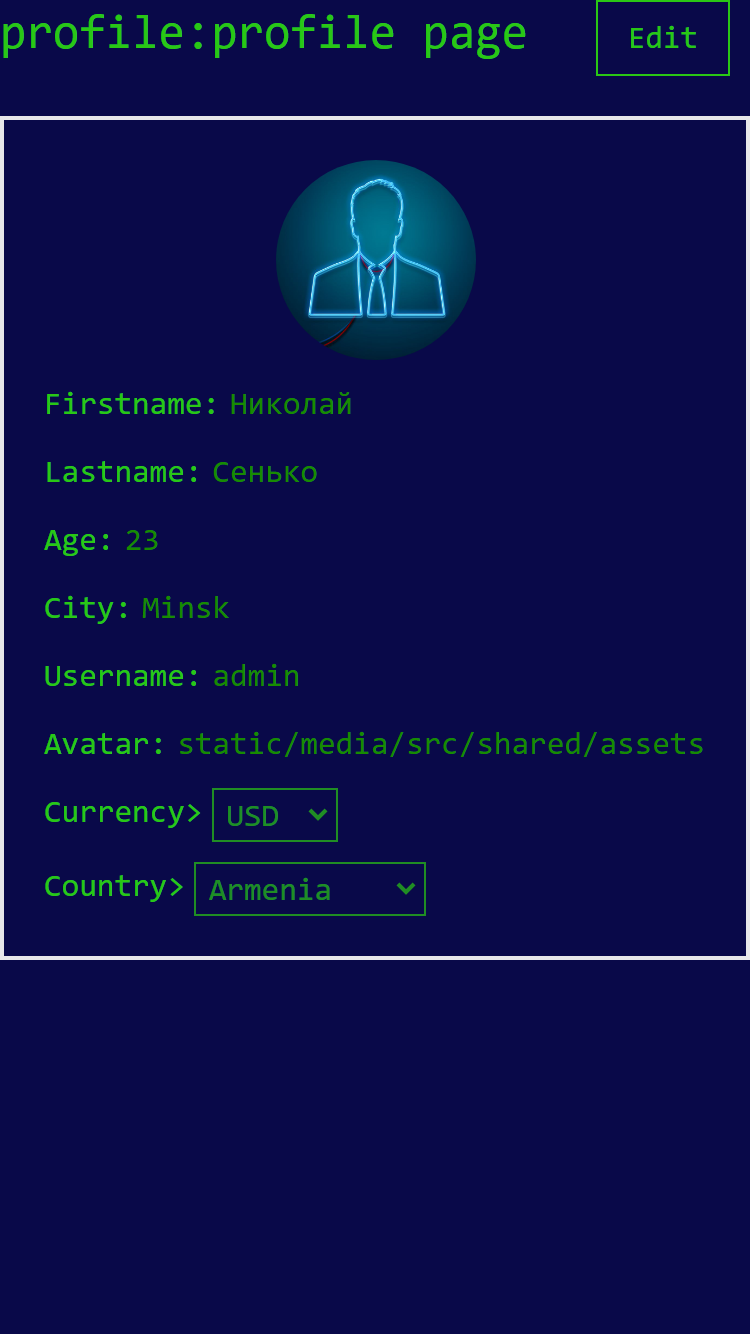 profile:profile page Edit
Firstname: Николай
Lastname: Сенько
Age: 23
City: Minsk
Username: admin
Avatar: static/media/src/shared/assets
Currency> USD
Country> Armenia